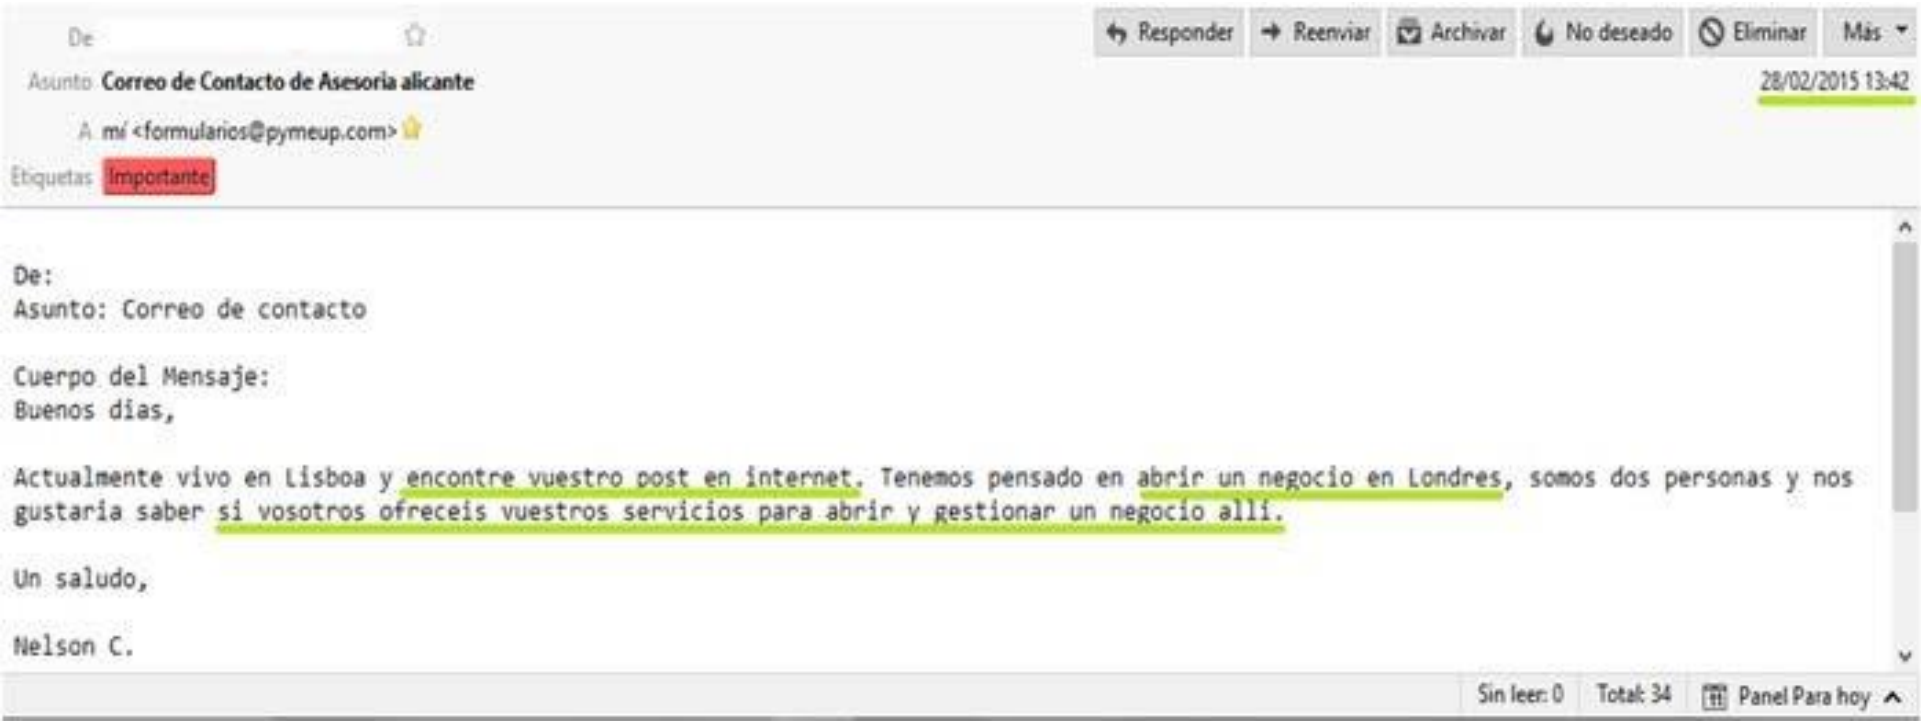 De
Responder Reenviar Archivar No deseado Eliminar Más
Asunto Correo de Contacto de Asesoria alicante
28/02/2015 13:42
A mí <formularios@pymeup.com>
Etiquetas Importante
De:
Asunto: Correo de contacto
Cuerpo del Mensaje:
Buenos días,
Actualmente vivo en Lisboa y encontre vuestro post en internet. Tenemos pensado en abrir un negocio en Londres, somos dos personas y nos
gustaria saber si vosotros ofreceis vuestros servicios para abrir y gestionar un negocio allí.
Un saludo,
Nelson C.
Sin leer: 0 Total: 34 Panel Para hoy